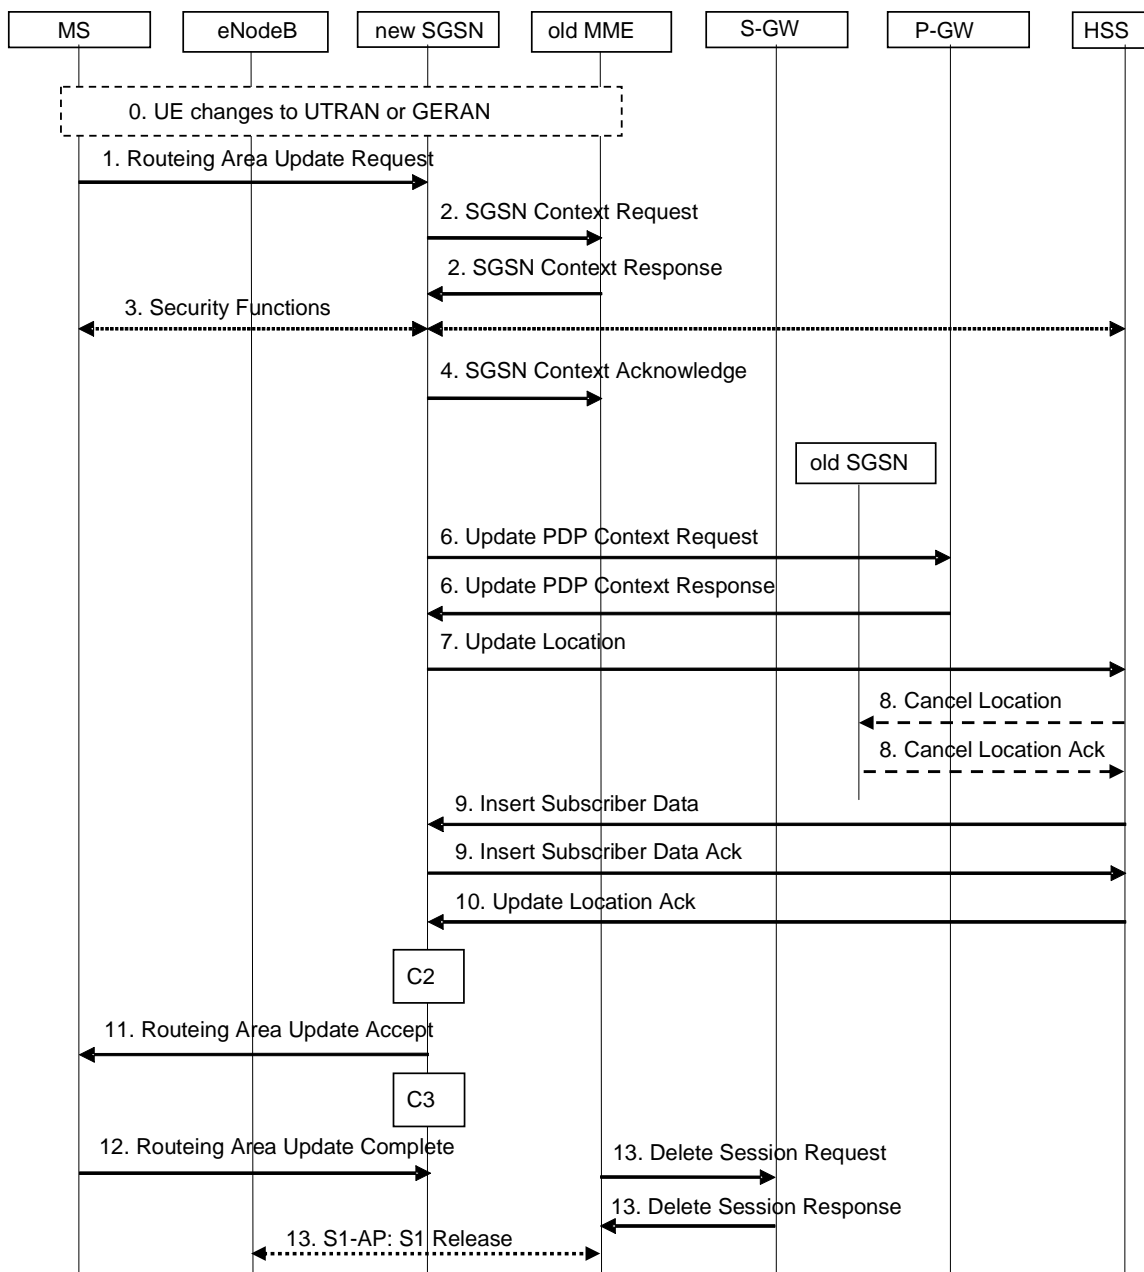 MS
eNodeB
new SGSN
old MME
S-GW
P-GW
HSS
0. UE changes to UTRAN or GERAN
1. Routeing Area Update Request
2. SGSN Context Request
2. SGSN Context Response
3. Security Functions
4. SGSN Context Acknowledge
old SGSN
6. Update PDP Context Request
6. Update PDP Context Response
7. Update Location
8. Cancel Location
8. Cancel Location Ack
9. Insert Subscriber Data
9. Insert Subscriber Data Ack
10. Update Location Ack
C2
11. Routeing Area Update Accept
C3
12. Routeing Area Update Complete
13. Delete Session Request
13. Delete Session Response
13. S1-AP: S1 Release